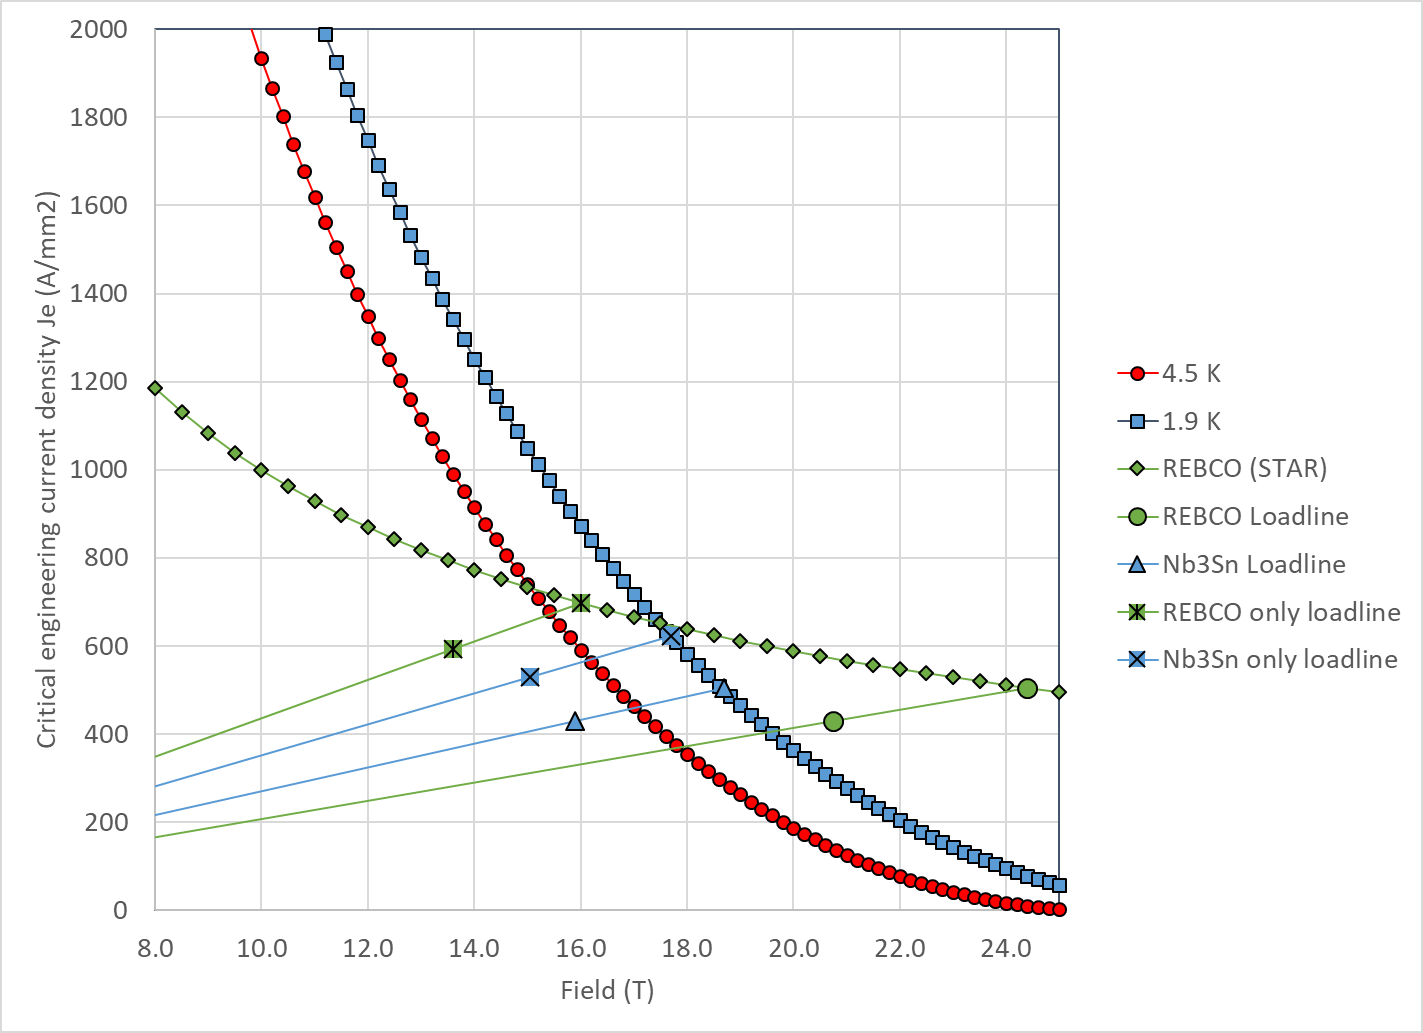 Critical engineering current density Je (A/mm2)
2000
1800
1600
1400
1200
1000
800
600
400
200
0
8.0 10.0 12.0 14.0 16.0 18.0 20.0 22.0 24.0
Field (T)
4.5 K
1.9 K
REBCO (STAR)
REBCO Loadline
Nb3Sn Loadline
REBCO only loadline
Nb3Sn only loadline